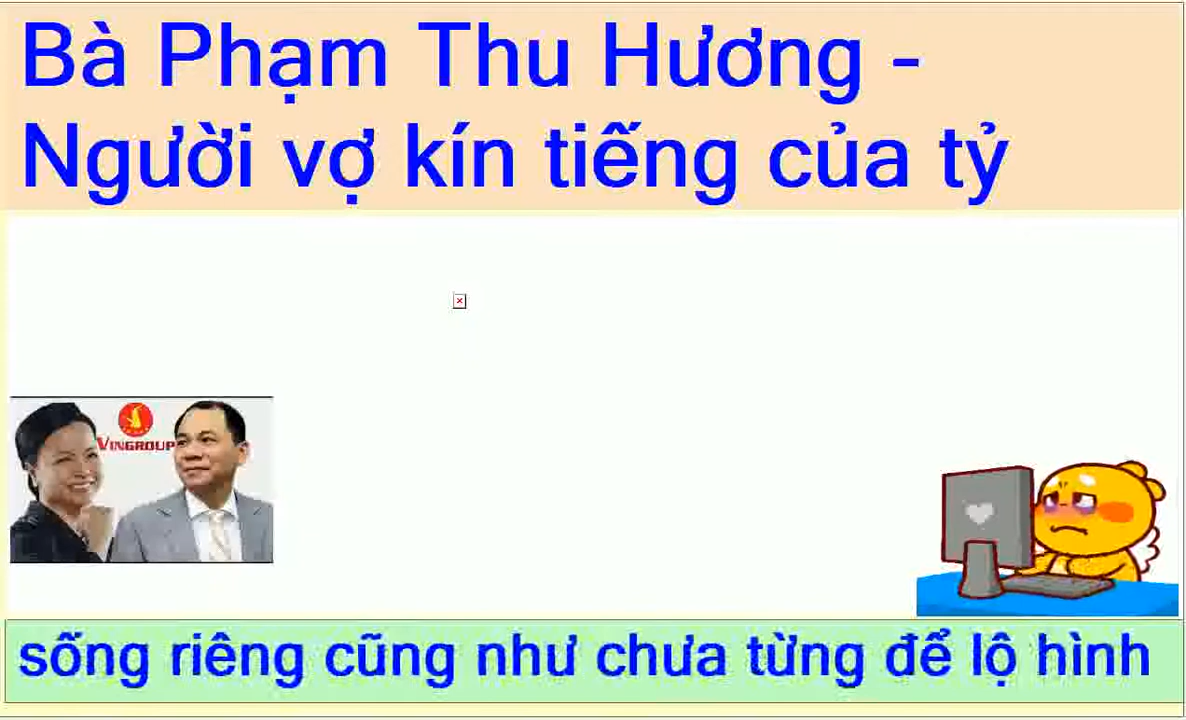 Bà Phạm Thu Hương -
Người vợ kín tiếng của tỷ
VINGROUP
sống riêng cũng như chưa từng để lộ hình